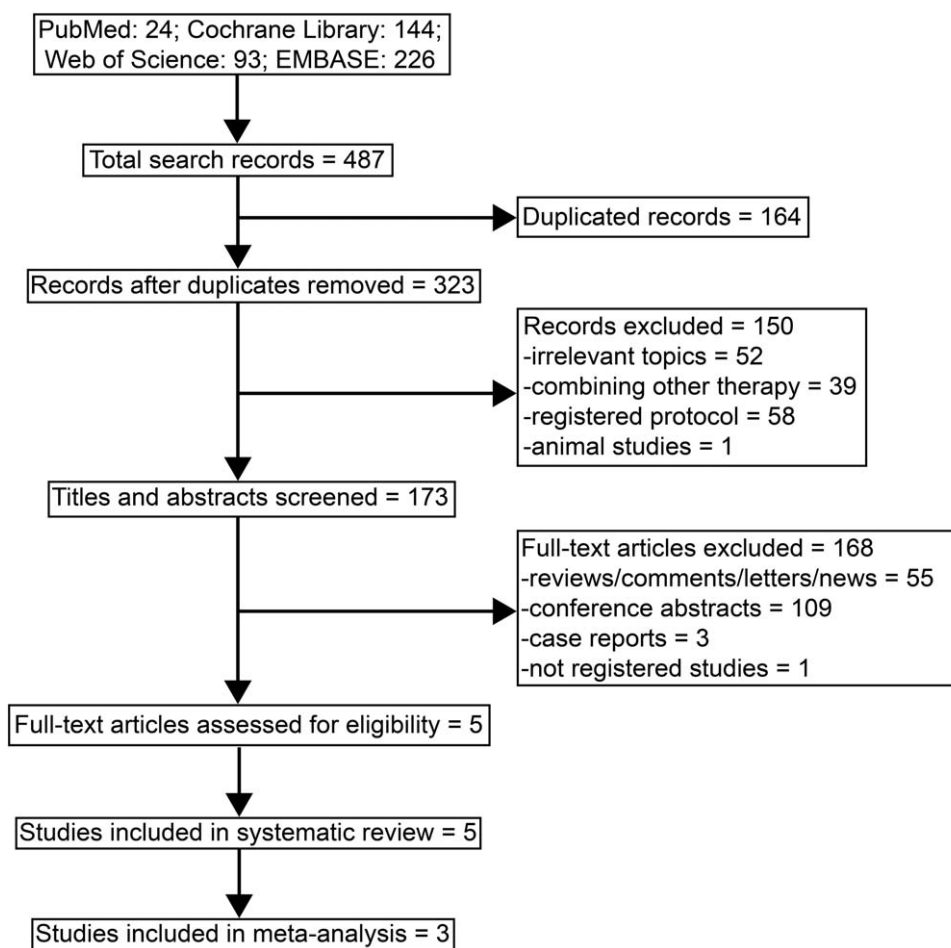 PubMed: 24; Cochrane Library: 144;
Web of Science: 93; EMBASE: 226
Total search records = 487
Duplicated records = 164
Records after duplicates removed = 323
Records excluded = 150
-irrelevant topics = 52
-combining other therapy = 39
-registered protocol = 58
-animal studies = 1
Titles and abstracts screened = 173
Full-text articles excluded = 168
-reviews/comments/letters/news = 55
-conference abstracts = 109
-case reports = 3
-not registered studies = 1
Full-text articles assessed for eligibility = 5
Studies included in systematic review = 5
Studies included in meta-analysis = 3